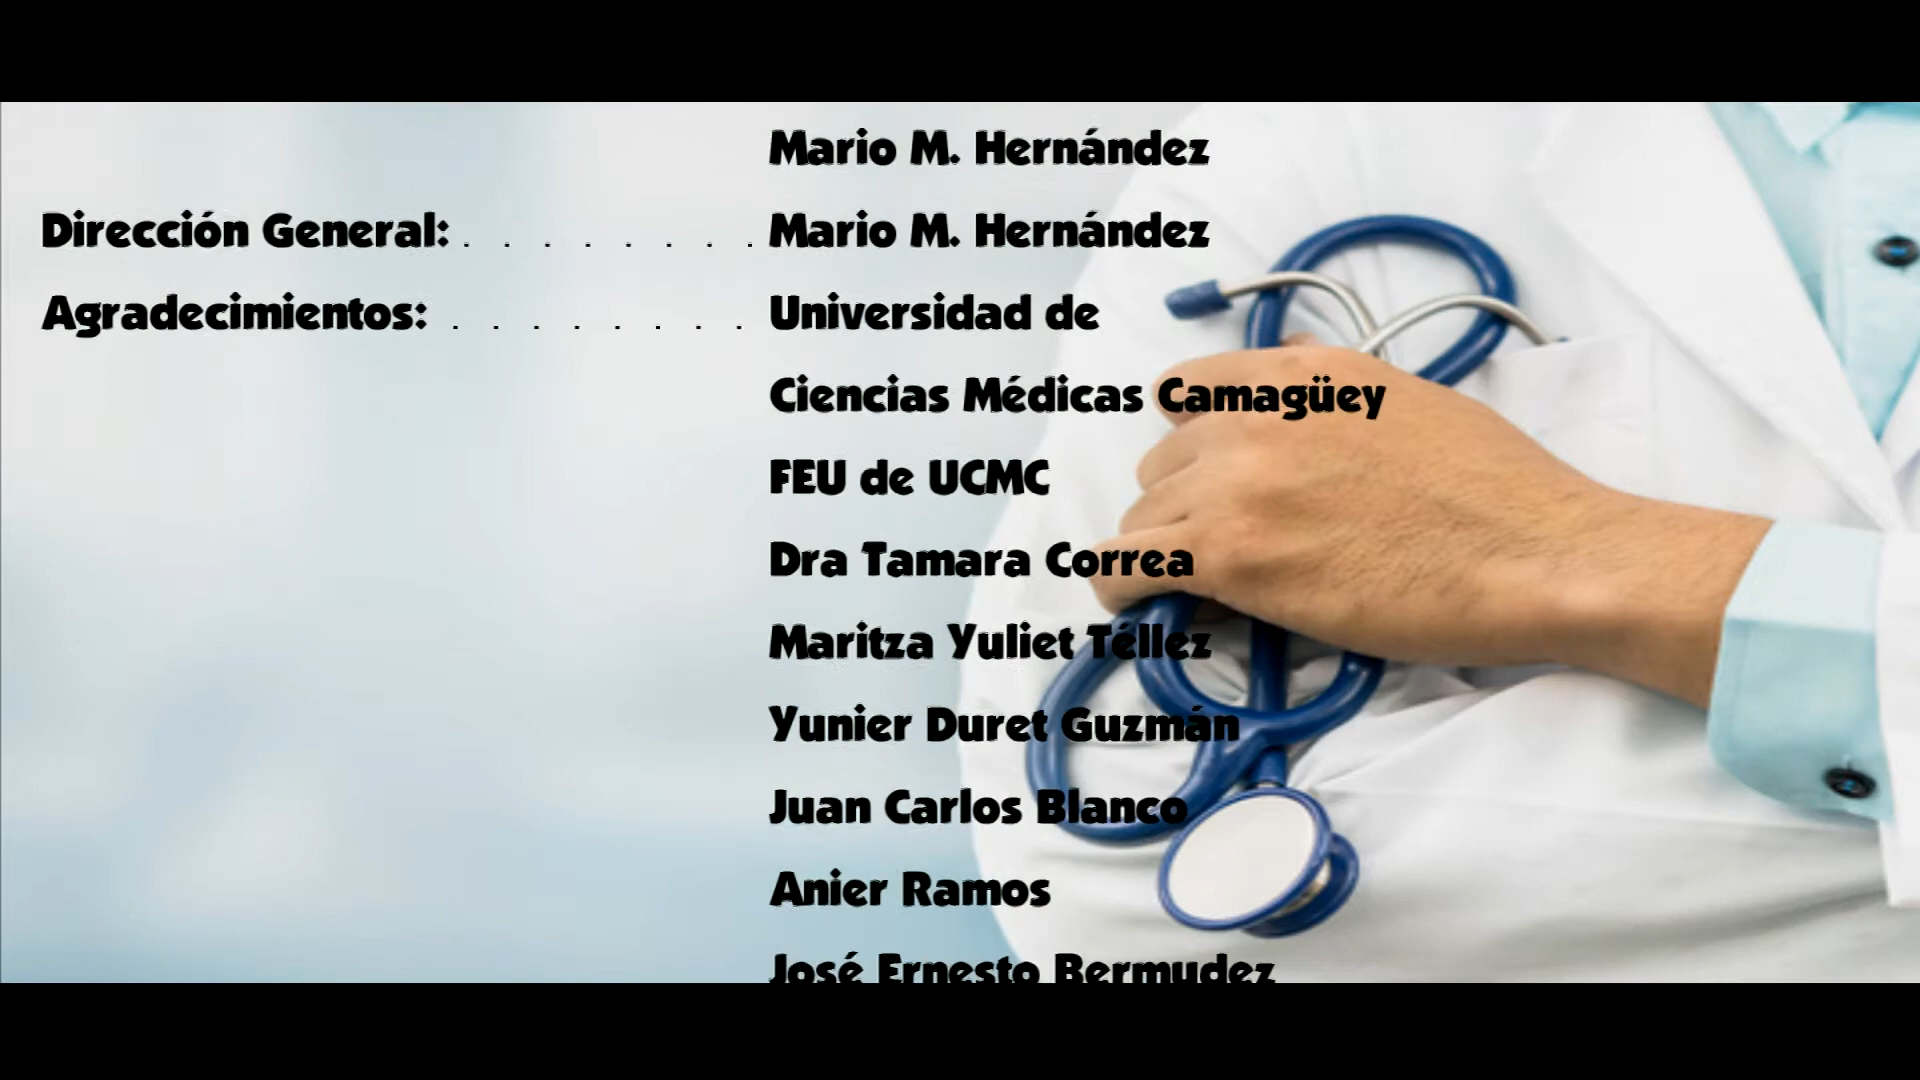 Mario M. Hernández
Dirección General: . . . . . . . . Mario M. Hernández
Agradecimientos: . . . . . . . . Universidad de
Ciencias Médicas Camagüey
FEU de UCMC
Dra Tamara Correa
Maritza Yuliet Téllez
Yunier Duret Guzmán
Juan Carlos Blanco
Anier Ramos
José Ernesto Bermudez